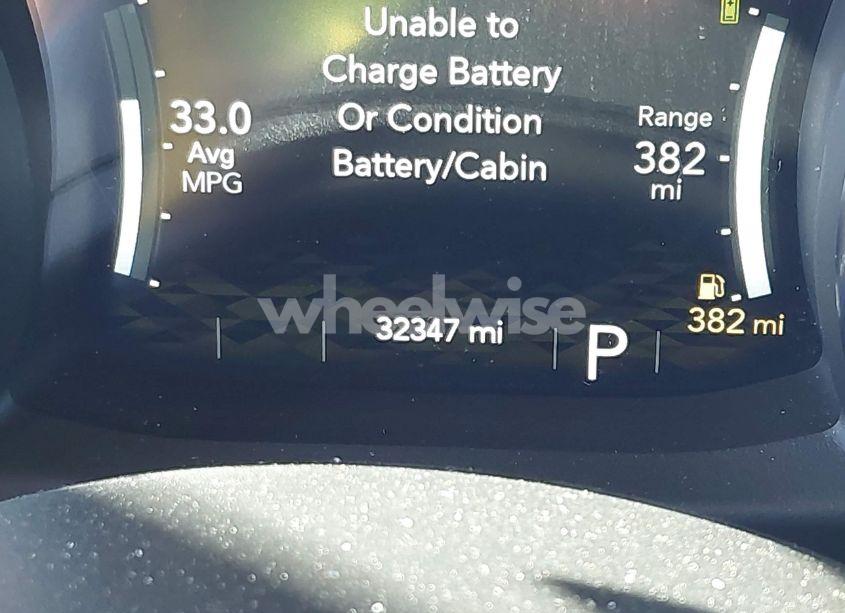 Unable to
Charge Battery
Or Condition
Battery/Cabin
33.0
Avg
MPG
Range
382
mi
wheelwise
32347 mi
P
382 mi